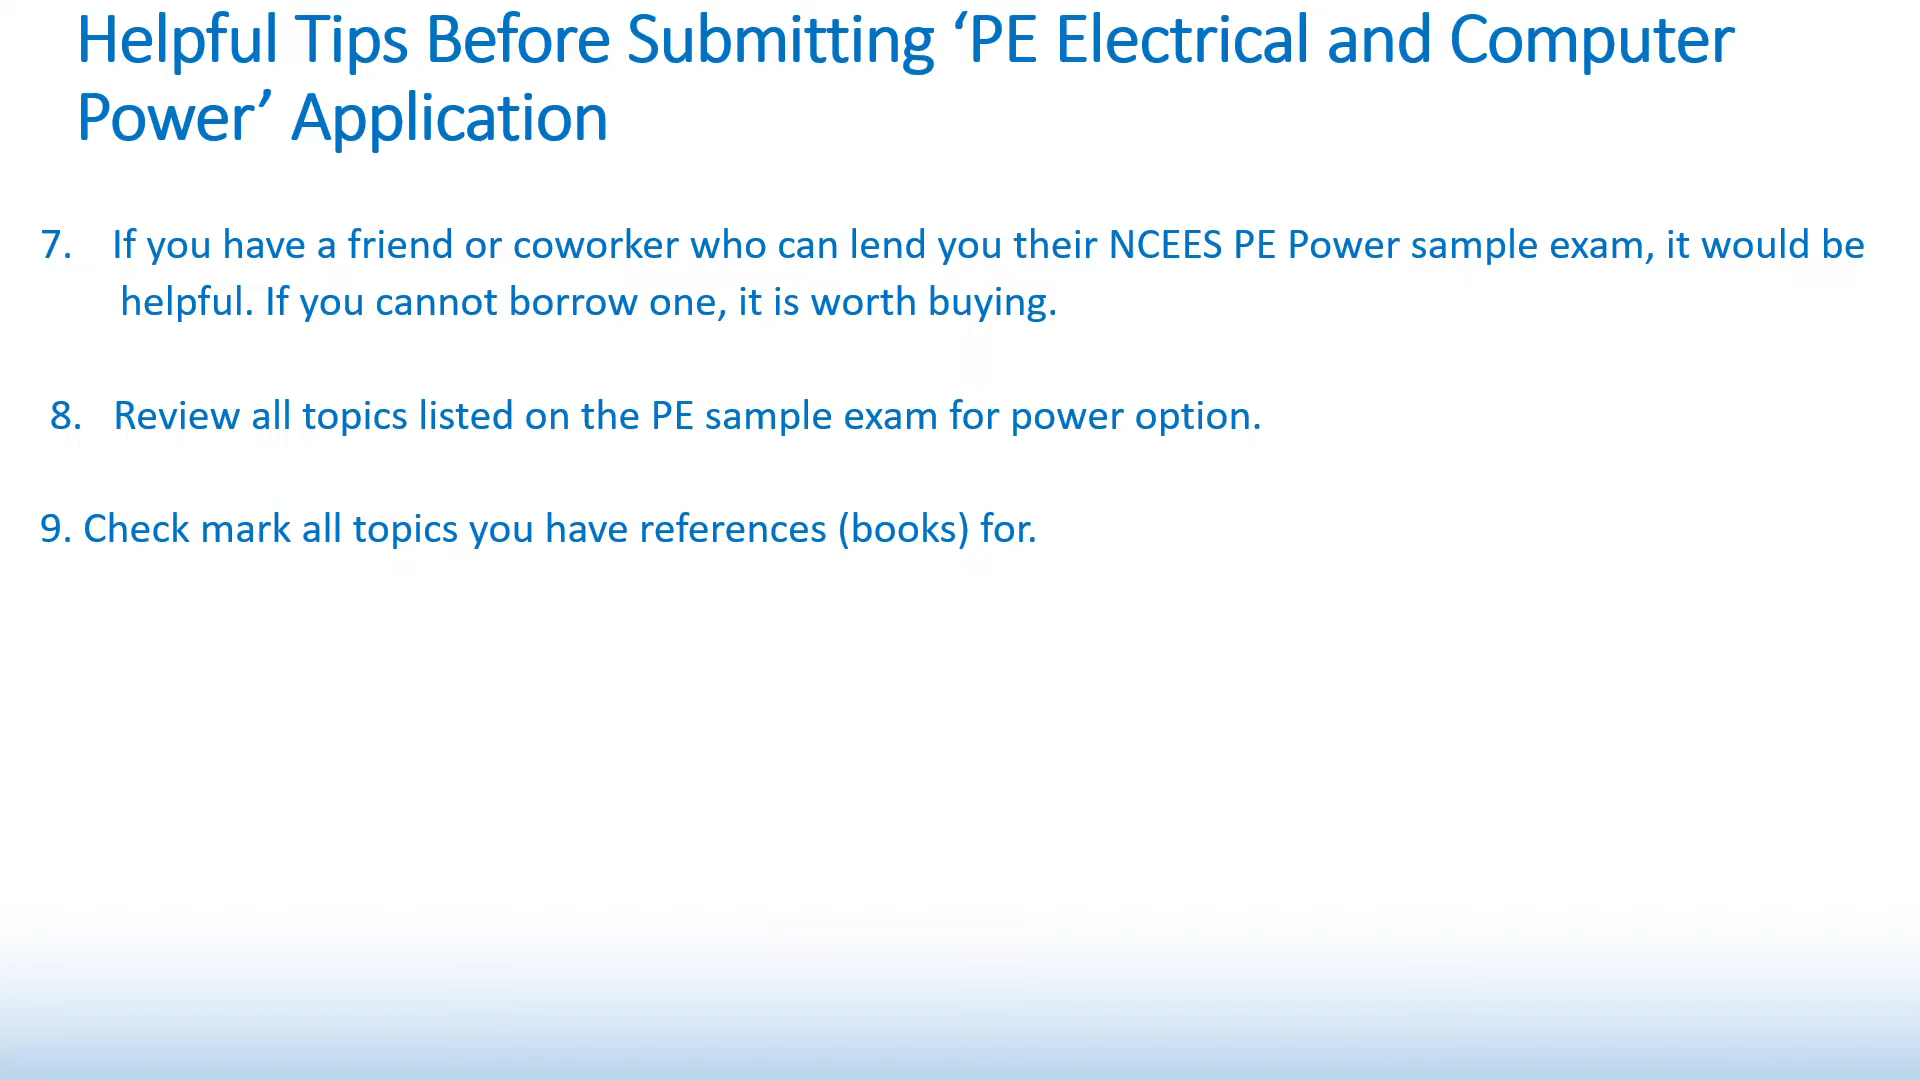 Helpful Tips Before Submitting ‘PE Electrical and Computer
Power’ Application
7. If you have a friend or coworker who can lend you their NCEES PE Power sample exam, it would be
helpful. If you cannot borrow one, it is worth buying.
8. Review all topics listed on the PE sample exam for power option.
9. Check mark all topics you have references (books) for.